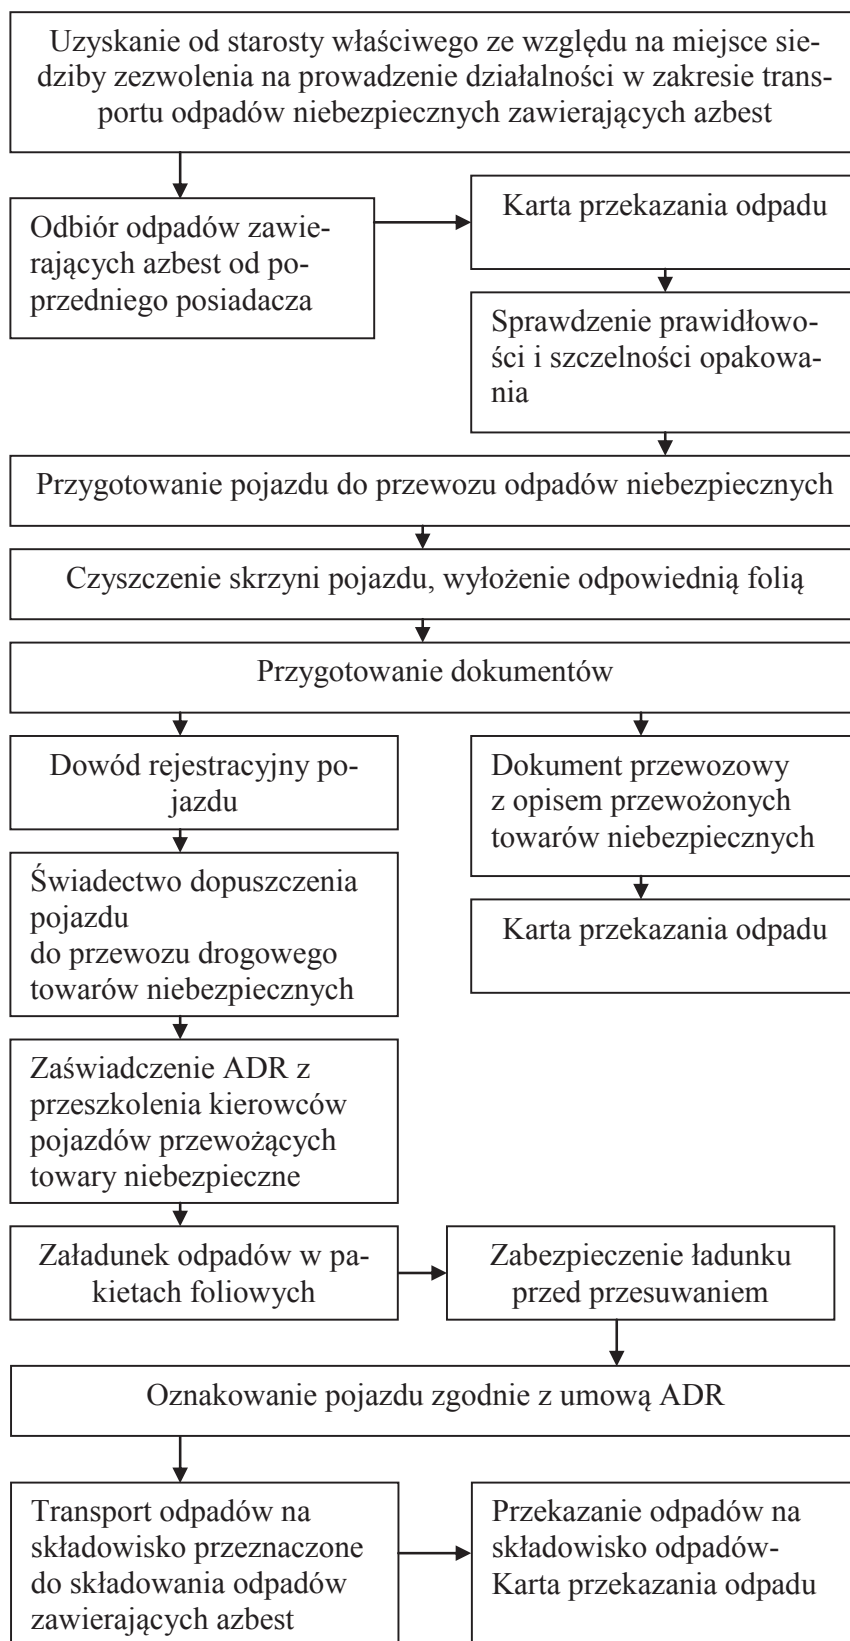 Uzyskanie od starosty właściwego ze względu na miejsce sie-
dziby zezwolenia na prowadzenie działalności w zakresie trans-
portu odpadów niebezpiecznych zawierających azbest
Odbiór odpadów zawie-
rających azbest od po-
przedniego posiadacza
Karta przekazania odpadu
Sprawdzenie prawidłowo-
ści i szczelności opakowa-
nia
Przygotowanie pojazdu do przewozu odpadów niebezpiecznych
Czyszczenie skrzyni pojazdu, wyłożenie odpowiednią folią
Przygotowanie dokumentów
Dowód rejestracyjny po-
jazdu
Świadectwo dopuszczenia
pojazdu
do przewozu drogowego
towarów niebezpiecznych
Zaświadczenie ADR z
przeszkolenia kierowców
pojazdów przewożących
towary niebezpieczne
Dokument przewozowy
z opisem przewożonych
towarów niebezpiecznych
Karta przekazania odpadu
Załadunek odpadów w pa-
kietach foliowych
Zabezpieczenie ładunku
przed przesuwaniem
Oznakowanie pojazdu zgodnie z umową ADR
Transport odpadów na
składowisko przeznaczone
do składowania odpadów
zawierających azbest
Przekazanie odpadów na
składowisko odpadów-
Karta przekazania odpadu